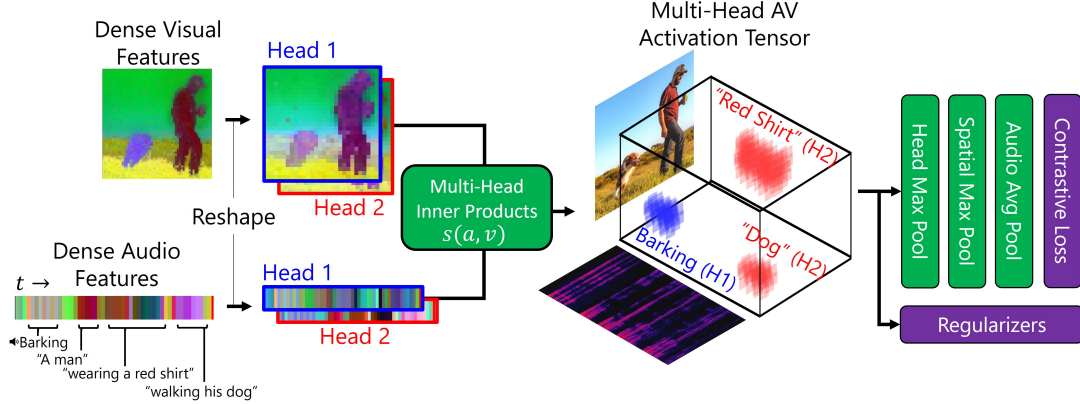 Dense Visual
Features
Head 1
Head 2
Reshape
Dense Audio
Features
t →
Barking
“A man”
“wearing a red shirt”
“walking his dog”
Head 1
Head 2
Multi-Head
Inner Products
s(a, v)
Multi-Head AV
Activation Tensor
“Red Shirt” (H2)
Barking (H1)
“Dog” (H2)
Head Max Pool
Spatial Max Pool
Audio Avg Pool
Contrastive Loss
Regularizers